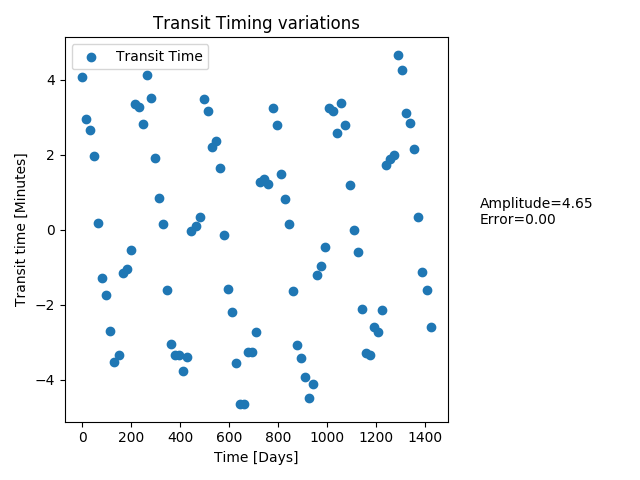 Transit Timing variations
Transit Time
Transit time [Minutes]
4
2
0
−2
−4
0 200 400 600 800 1000 1200 1400
Time [Days]
Amplitude=4.65
Error=0.00